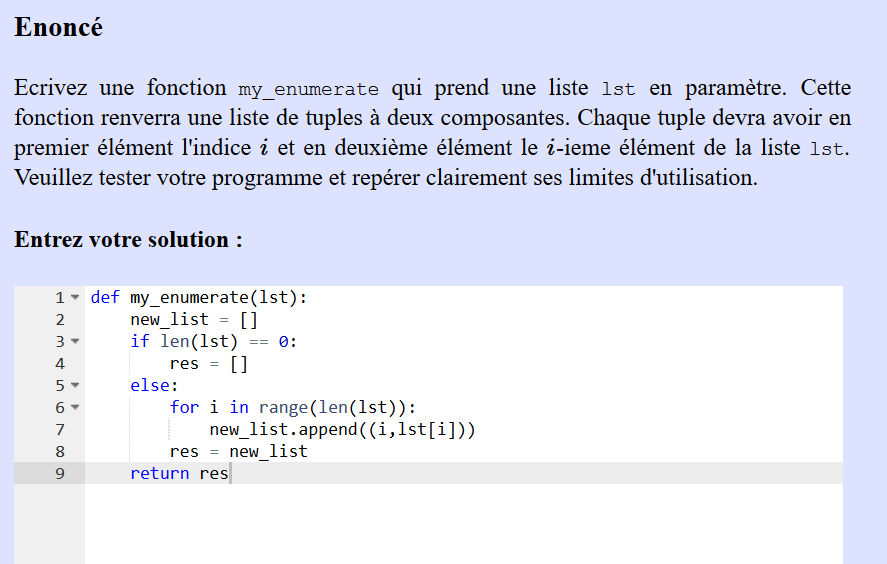 Enoncé
Ecrivez une fonction my_enumerate qui prend une liste lst en paramètre. Cette
fonction renverra une liste de tuples à deux composantes. Chaque tuple devra avoir en
premier élément l'indice i et en deuxième élément le i-ieme élément de la liste lst.
Veuillez tester votre programme et repérer clairement ses limites d'utilisation.
Entrez votre solution :
1 def my_enumerate(lst):
2     new_list = []
3     if len(lst) == 0:
4         res = []
5     else:
6         for i in range(len(lst)):
7             new_list.append((i,lst[i]))
8         res = new_list
9     return res